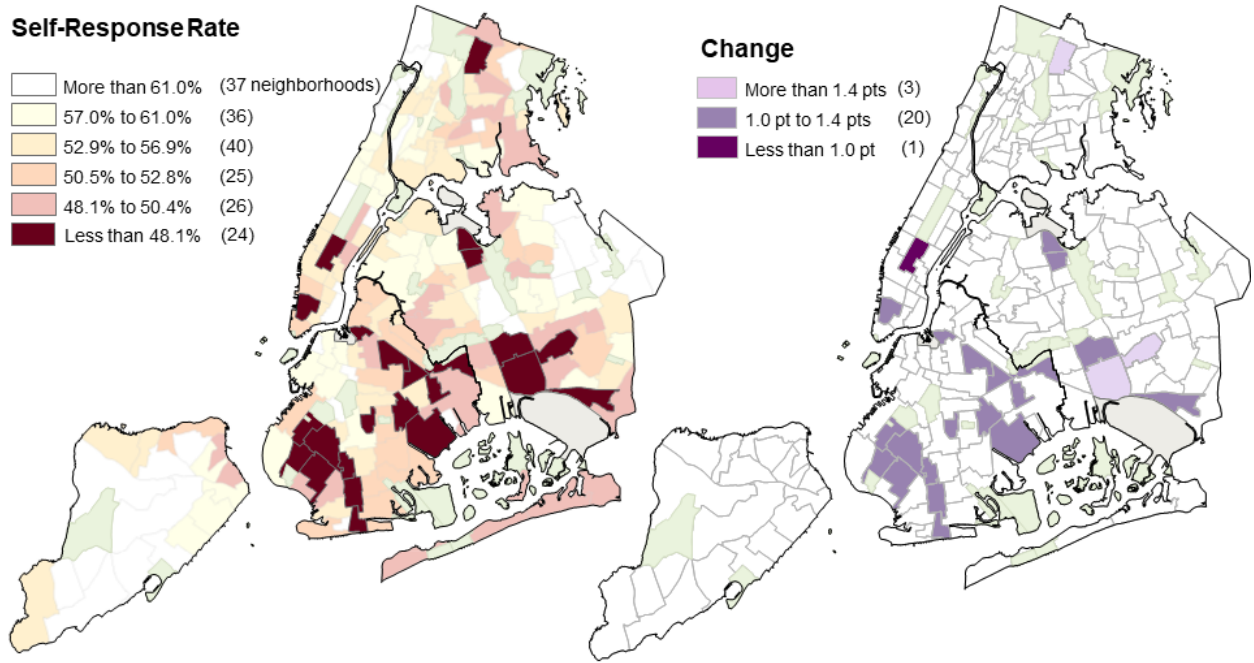 Self-Response Rate
More than 61.0% (37 neighborhoods)
57.0% to 61.0% (36)
52.9% to 56.9% (40)
50.5% to 52.8% (25)
48.1% to 50.4% (26)
Less than 48.1% (24)
Change
More than 1.4 pts (3)
1.0 pt to 1.4 pts (20)
Less than 1.0 pt (1)